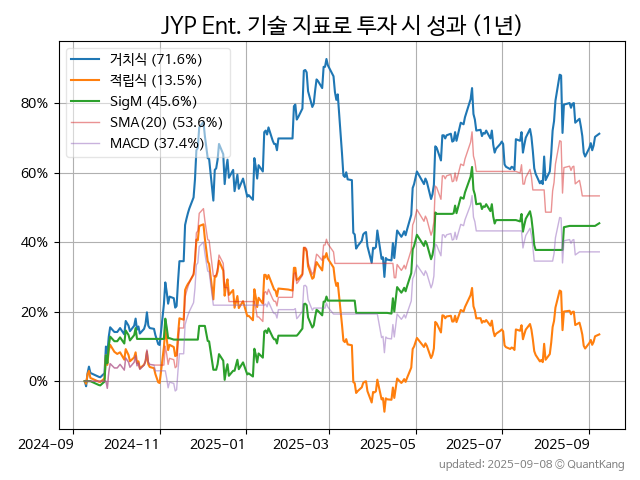 JYP Ent. 기술 지표로 투자 시 성과 (1년)
거치식 (71.6%)
적립식 (13.5%)
SigM (45.6%)
SMA(20) (53.6%)
MACD (37.4%)
80%
60%
40%
20%
0%
2024-09 2024-11 2025-01 2025-03 2025-05 2025-07 2025-09
updated: 2025-09-08 © QuantKang